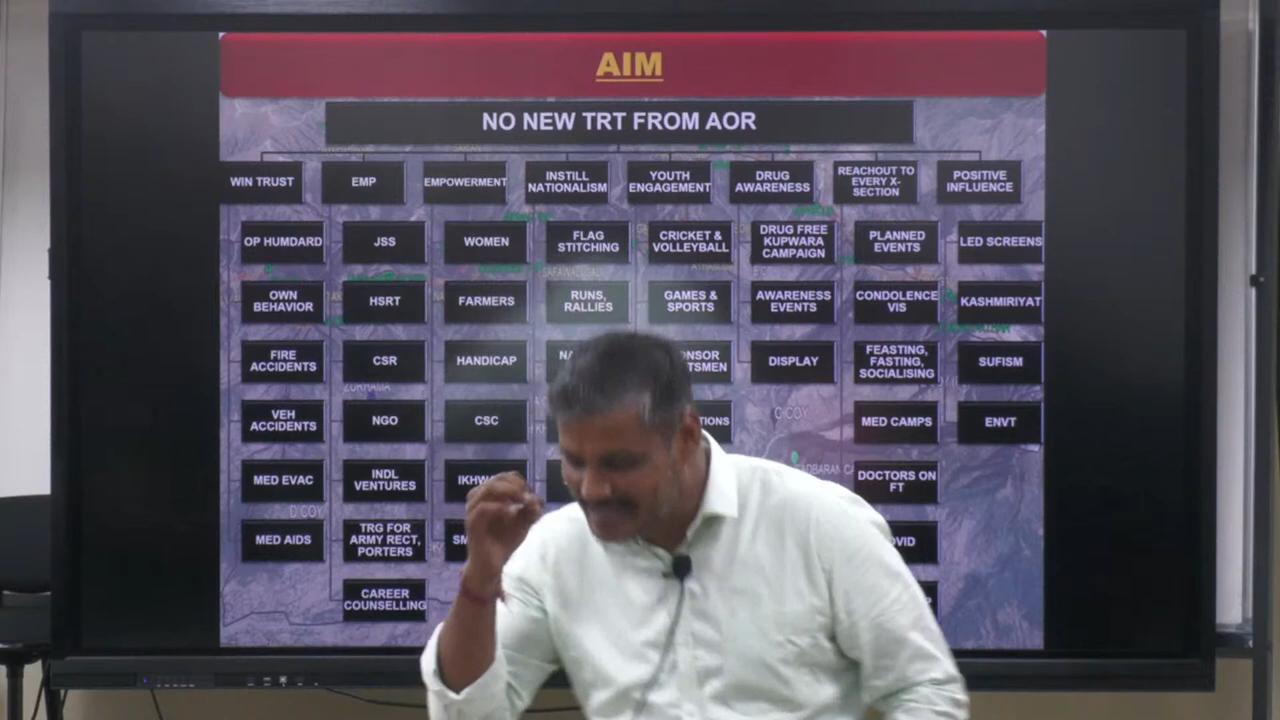 AIM
NO NEW TRT FROM AOR
WIN TRUST
EMP
EMPOWERMENT
INSTILL
NATIONALISM
YOUTH
ENGAGEMENT
DRUG
AWARENESS
REACHOUT TO
EVERY X-
SECTION
POSITIVE
INFLUENCE
OP HUMDARD
JSS
WOMEN
FLAG
STITCHING
CRICKET &
VOLLEYBALL
DRUG FREE
KUPWARA
CAMPAIGN
PLANNED
EVENTS
LED SCREENS
OWN
BEHAVIOR
HSRT
FARMERS
RUNS,
RALLIES
GAMES &
SPORTS
AWARENESS
EVENTS
CONDOLENCE
VIS
KASHMIRIYAT
FIRE
ACCIDENTS
CSR
HANDICAP
DISPLAY
FEASTING,
FASTING,
SOCIALISING
SUFISM
VEH
ACCIDENTS
NGO
CSC
MED CAMPS
ENVT
MED EVAC
INDL
VENTURES
DOCTORS ON
FT
MED AIDS
TRG FOR
ARMY RECT,
PORTERS
CAREER
COUNSELLING
D COY
C COY